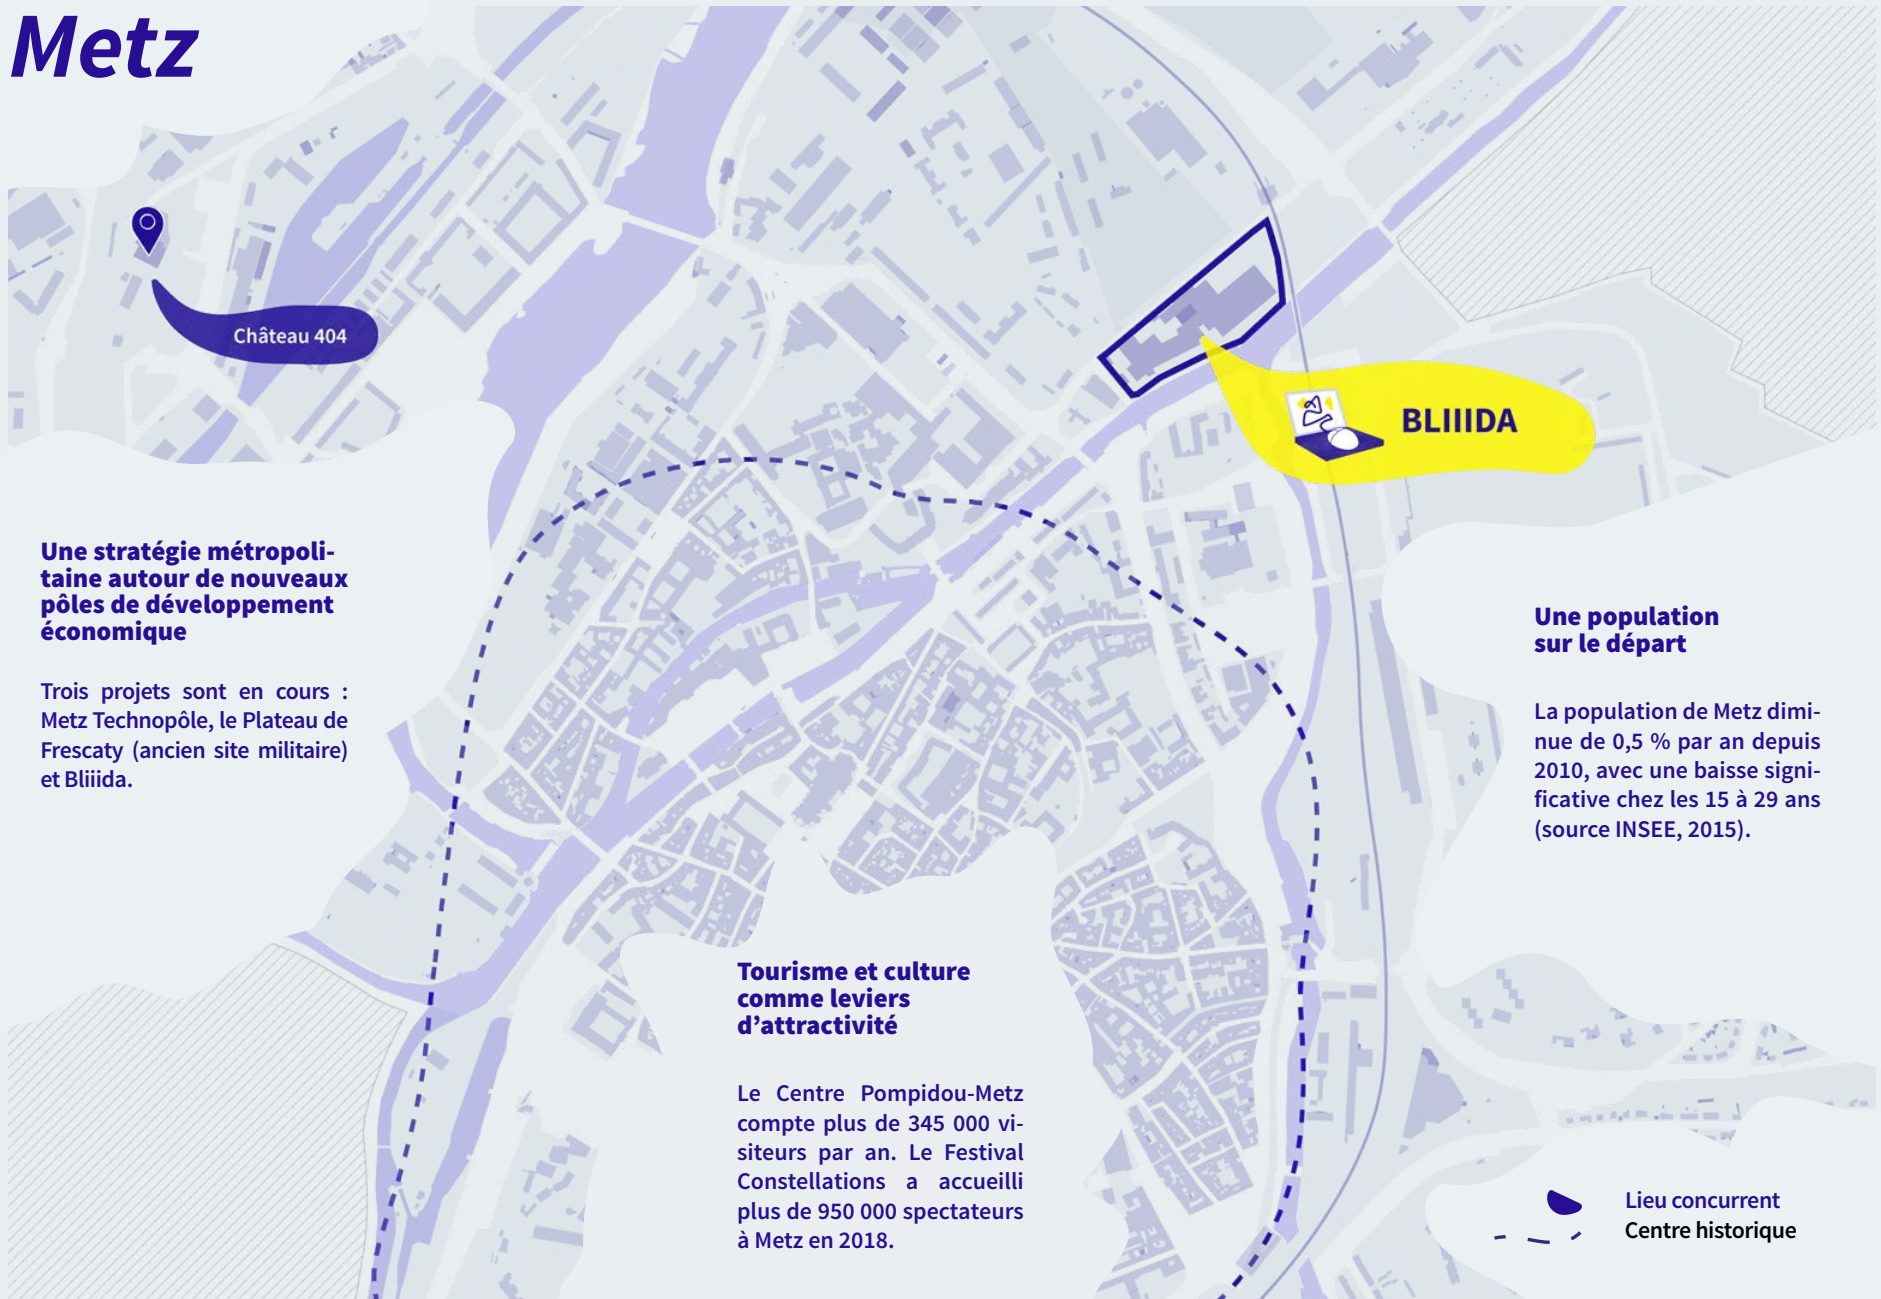 Metz
Château 404
BLIIIDA
Une stratégie métropoli-
taine autour de nouveaux
pôles de développement
économique
Trois projets sont en cours :
Metz Technopôle, le Plateau de
Frescaty (ancien site militaire)
et Bliiida.
Une population
sur le départ
La population de Metz dimi-
nue de 0,5 % par an depuis
2010, avec une baisse signi-
ficative chez les 15 à 29 ans
(source INSEE, 2015).
Tourisme et culture
comme leviers
d’attractivité
Le Centre Pompidou-Metz
compte plus de 345 000 vi-
siteurs par an. Le Festival
Constellations a accueilli
plus de 950 000 spectateurs
à Metz en 2018.
Lieu concurrent
Centre historique